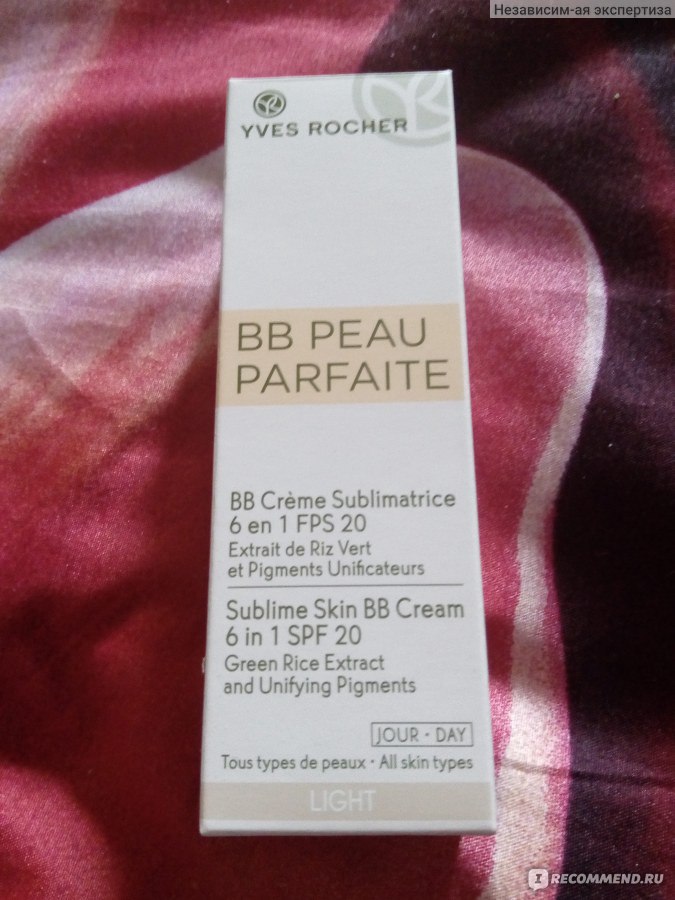 Независим-ая экспертиза
YVES ROCHER
BB PEAU
PARFAITE
BB Crème Sublimatrice
6 en 1 FPS 20
Extrait de Riz Vert
et Pigments Unificateurs
Sublime Skin BB Cream
6 in 1 SPF 20
Green Rice Extract
and Unifying Pigments
JOUR • DAY
Tous types de peaux • All skin types
LIGHT
IRECOMMEND.RU